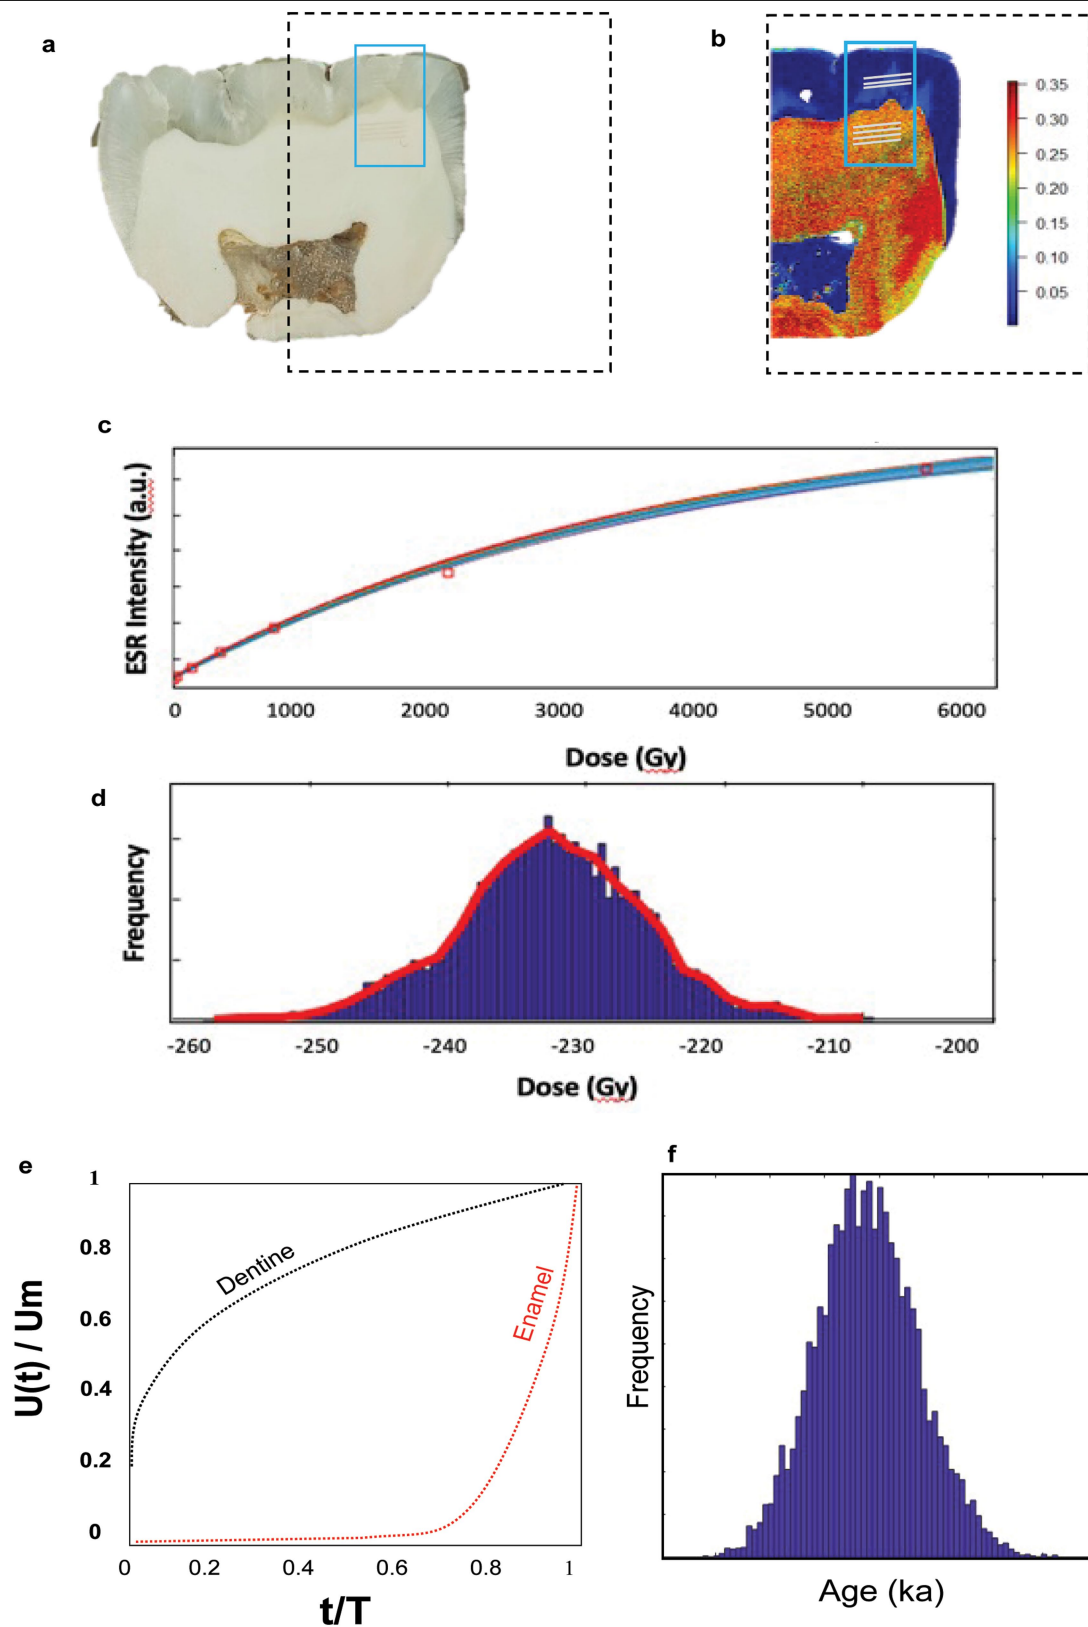 a
b
0.35
0.30
0.25
0.20
0.15
0.10
0.05
c
ESR Intensity (a.u.)
0 1000 2000 3000 4000 5000 6000
Dose (Gy)
d
Frequency
-260 -250 -240 -230 -220 -210 -200
Dose (Gy)
e
1
0.8
0.6
0.4
0.2
0
U(t) / Um
Dentine
Enamel
0 0.2 0.4 0.6 0.8 1
t/T
f
Frequency
Age (ka)